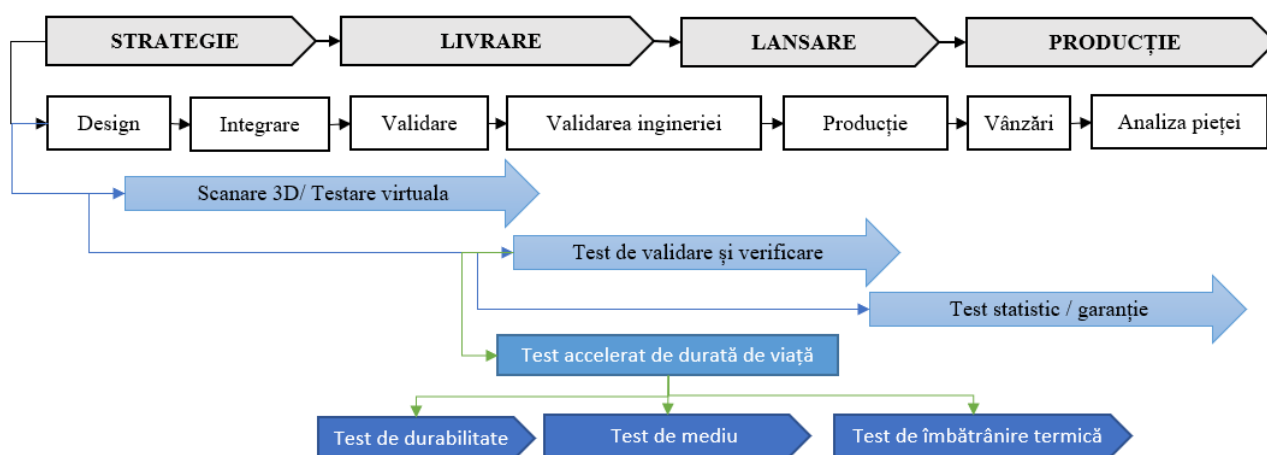 STRATEGIE
LIVRARE
LANSARE
PRODUCȚIE
Design
Integrare
Validare
Validarea ingineriei
Producție
Vânzări
Analiza pieței
Scanare 3D/ Testare virtuala
Test de validare și verificare
Test statistic / garanție
Test accelerat de durată de viață
Test de durabilitate
Test de mediu
Test de îmbătrânire termică